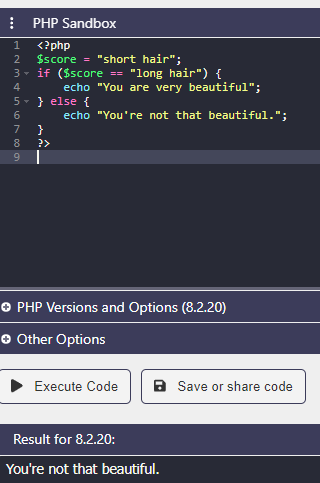 PHP Sandbox
1 <?php
2 $score = "short hair";
3 if ($score == "long hair") {
4 echo "You are very beautiful";
5 } else {
6 echo "You're not that beautiful.";
7 }
8 ?>
9
PHP Versions and Options (8.2.20)
Other Options
Execute Code Save or share code
Result for 8.2.20:
You're not that beautiful.